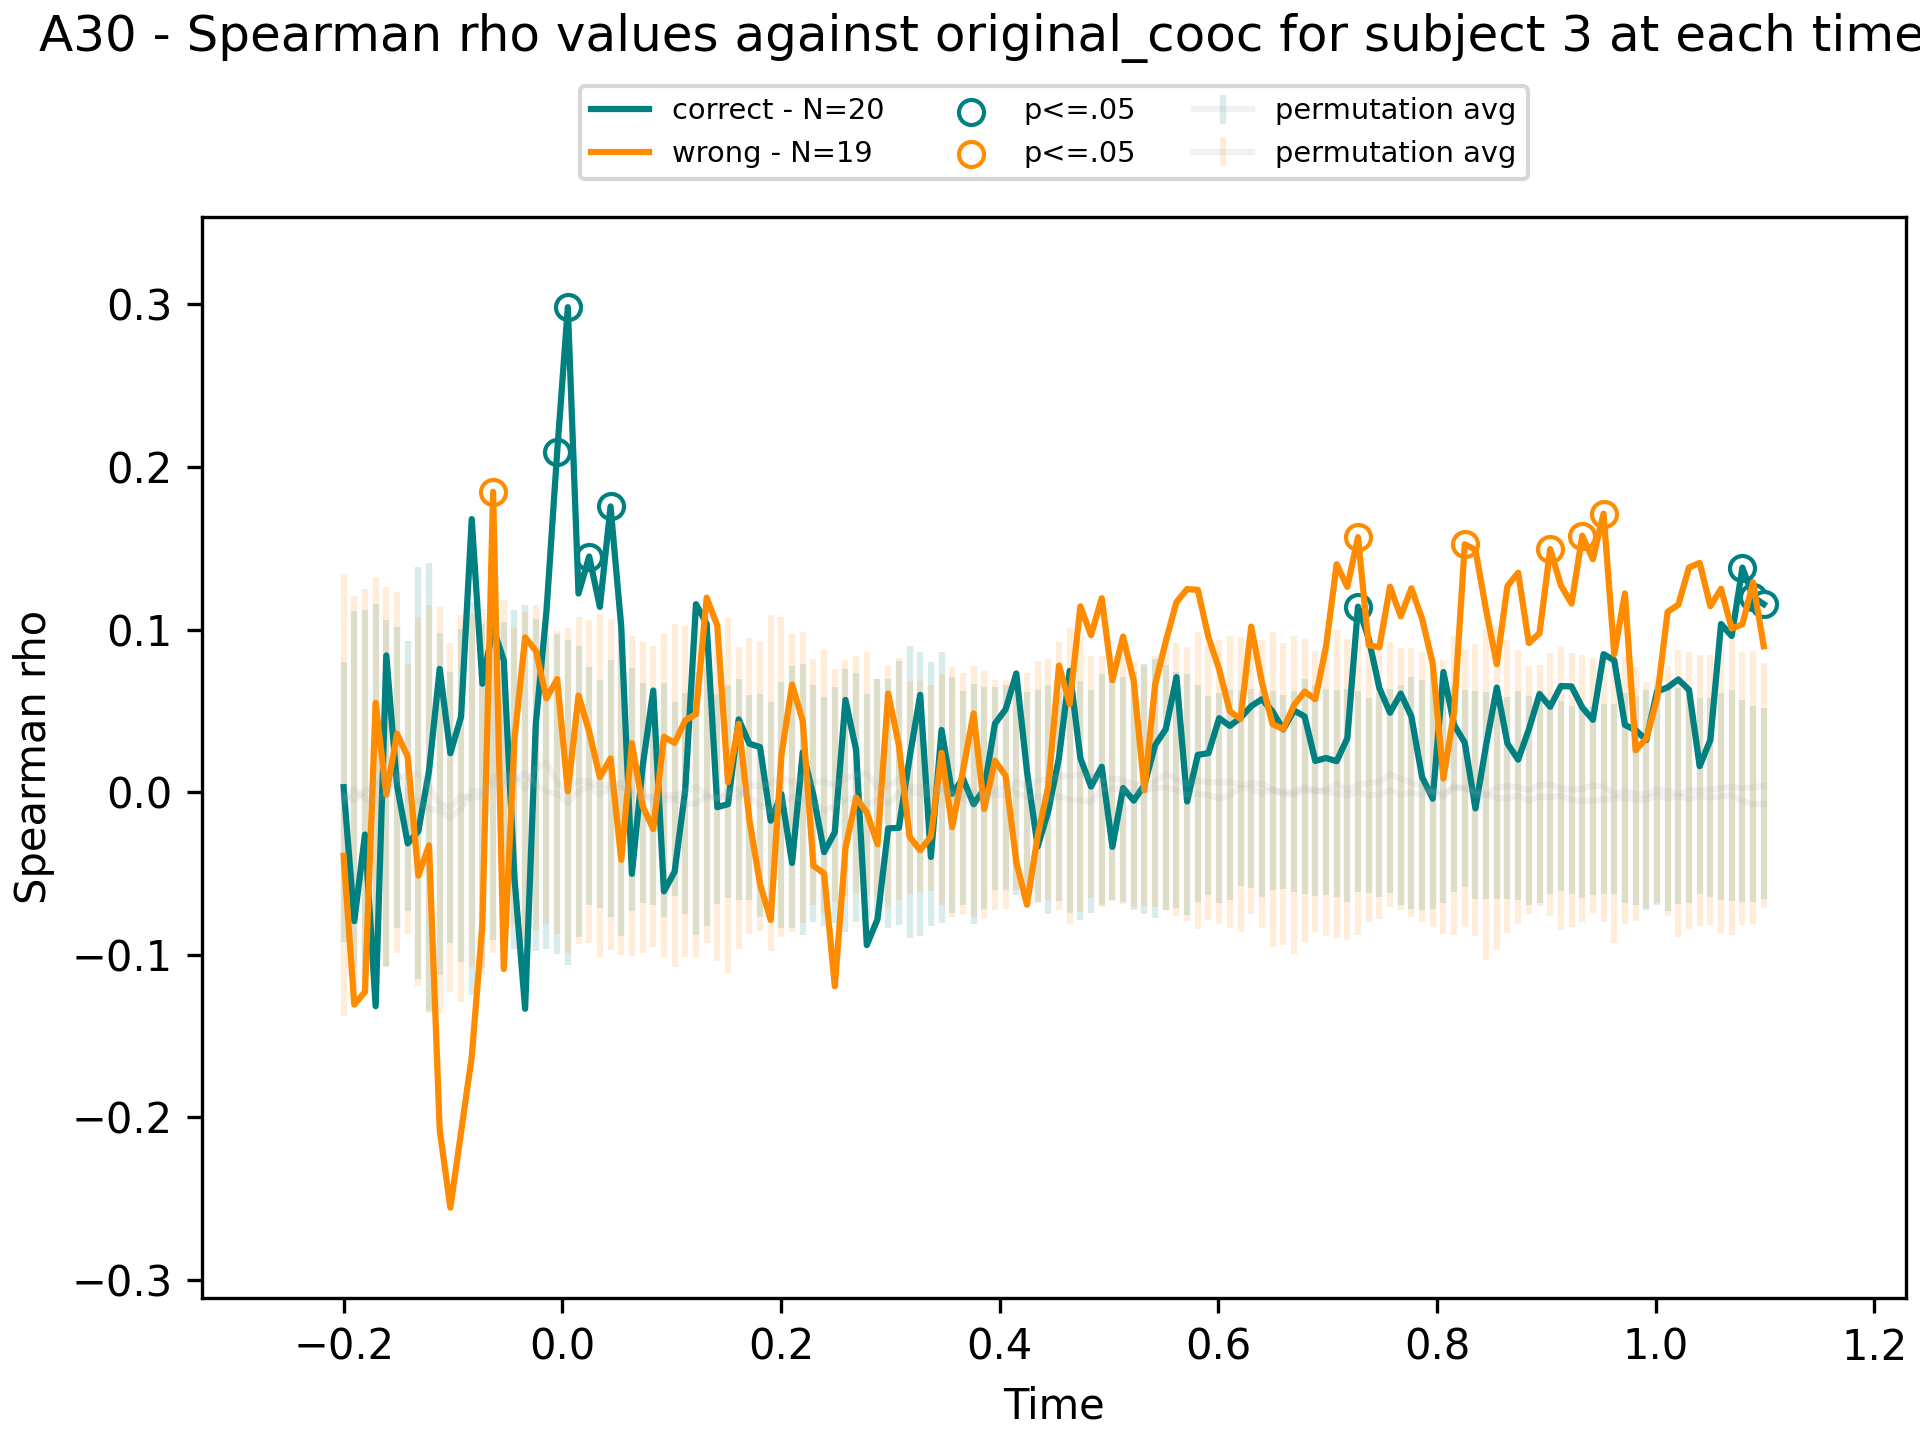 A30 - Spearman rho values against original_cooc for subject 3 at each time
correct - N=20 p<=.05 permutation avg
wrong - N=19 p<=.05 permutation avg
Spearman rho
0.3
0.2
0.1
0.0
−0.1
−0.2
−0.3
−0.2 0.0 0.2 0.4 0.6 0.8 1.0 1.2
Time